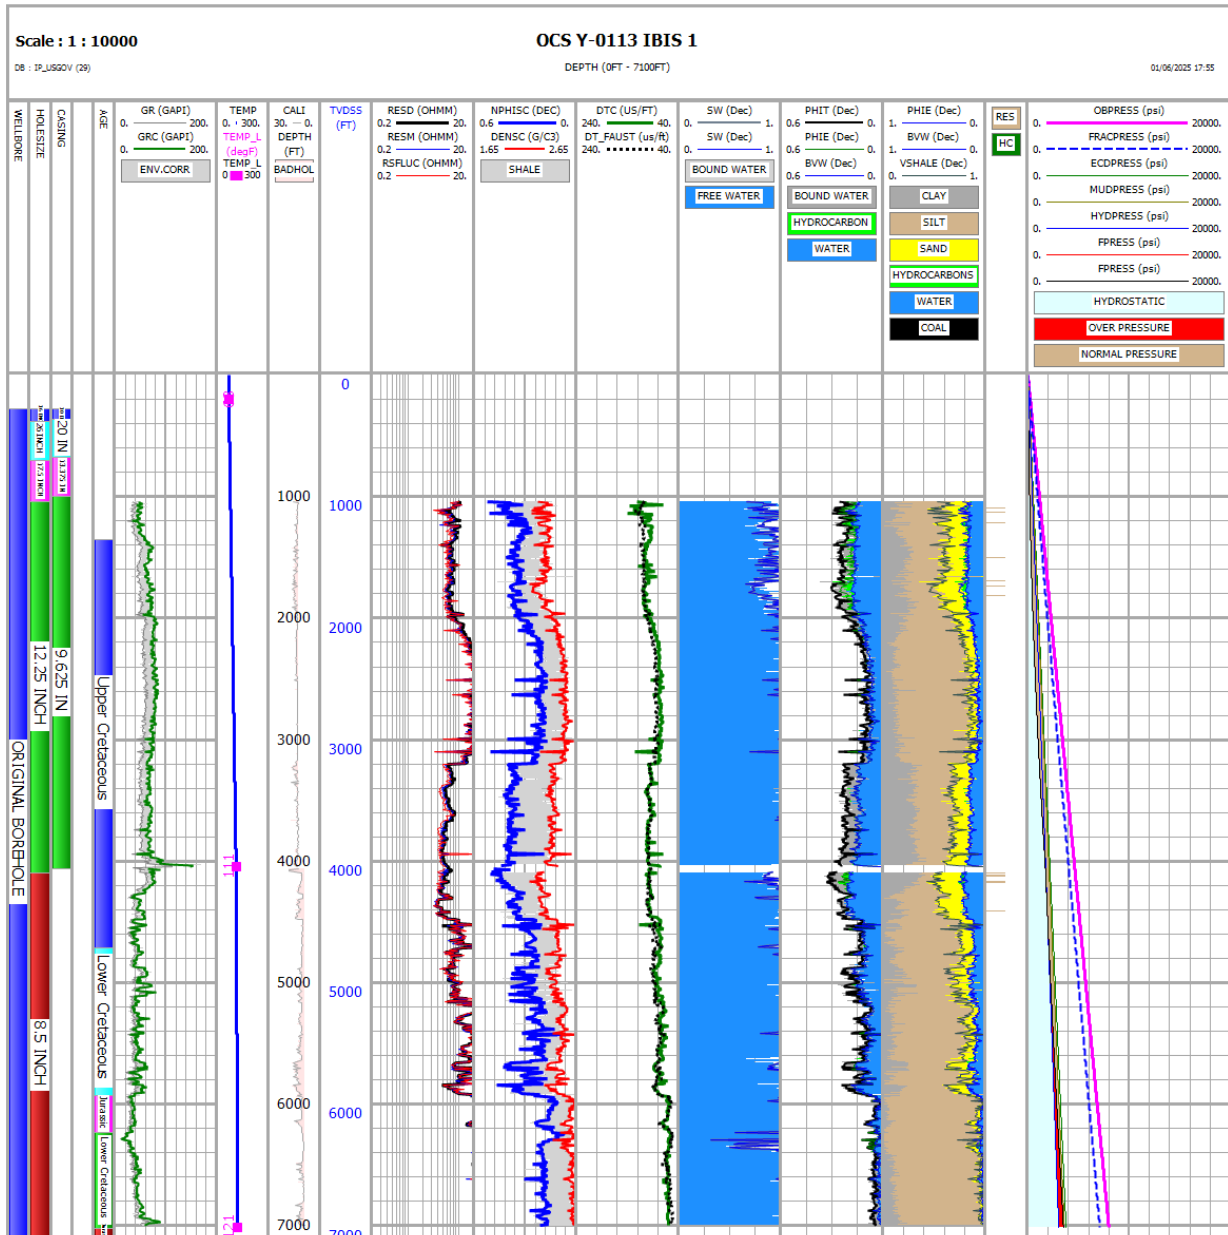 Scale : 1 : 10000
OCS Y-0113 IBIS 1
DB : IP_USGOV (29)
DEPTH (0FT - 7100FT)
01/06/2025 17:55
WELLBORE
HOLESIZE
CASING
AGE
GR (GAPI)
0. 200.
GRC (GAPI)
0. 200.
ENV.CORR
TEMP
0. 300.
TEMP_L
(degF)
TEMP_L
0 300
CALI
30. 0.
DEPTH
(FT)
BADHOL
TVDSS
(FT)
RESD (OHMM)
0.2 20.
RESM (OHMM)
0.2 20.
RSFLUC (OHMM)
0.2 20.
NPHISC (DEC)
0.6 0.
DENSC (G/C3)
1.65 2.65
SHALE
DTC (US/FT)
240. 40.
DT_FAUST (us/ft)
240. 40.
SW (Dec)
0. 1.
SW (Dec)
0. 1.
BOUND WATER
FREE WATER
PHIT (Dec)
0.6 0.
PHIE (Dec)
0.6 0.
BVW (Dec)
0.6 0.
BOUND WATER
HYDROCARBON
WATER
PHIE (Dec)
1. 0.
BVW (Dec)
1. 0.
VSHALE (Dec)
0. 1.
CLAY
SILT
SAND
HYDROCARBONS
WATER
COAL
RES
HC
OBPRESS (psi)
0. 20000.
FRACPRESS (psi)
0. 20000.
ECDPRESS (psi)
0. 20000.
MUDPRESS (psi)
0. 20000.
HYDPRESS (psi)
0. 20000.
FPRESS (psi)
0. 20000.
FPRESS (psi)
0. 20000.
HYDROSTATIC
OVER PRESSURE
NORMAL PRESSURE
ORIGINAL BOREHOLE
26 INCH
17.5 INCH
12.25 INCH
8.5 INCH
20 IN
13.375 IN
9.625 IN
Upper Cretaceous
Lower Cretaceous
Jurassic
Lower Cretaceous
111
1000
2000
3000
4000
5000
6000
7000
0
1000
2000
3000
4000
5000
6000
7000